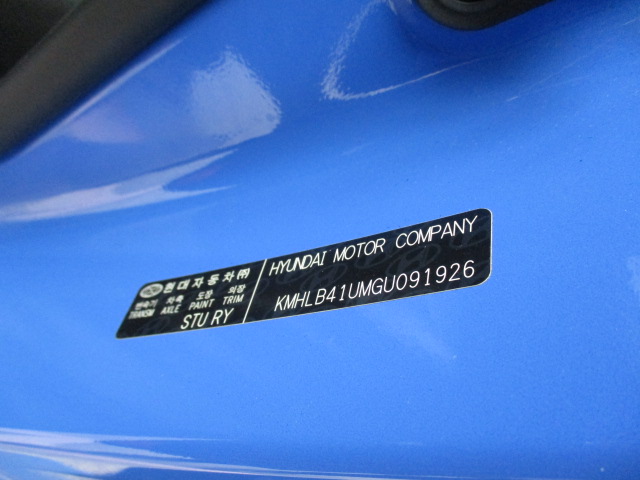 현대자동차㈜
변속기 차축 도장 의장
TRANSM AXLE PAINT TRIM
STU RY
HYUNDAI MOTOR COMPANY
KMHLB41UMGU091926